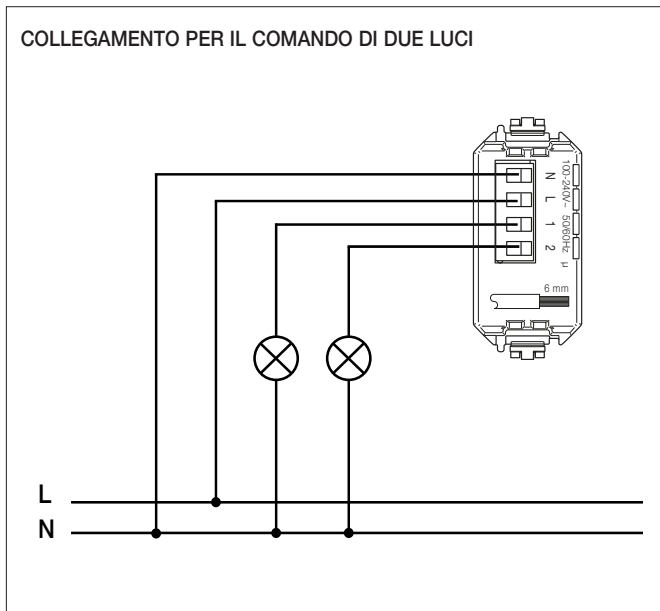 COLLEGAMENTO PER IL COMANDO DI DUE LUCI
N
L
1
2
100-240V~ 50/60Hz µ
6 mm
L
N